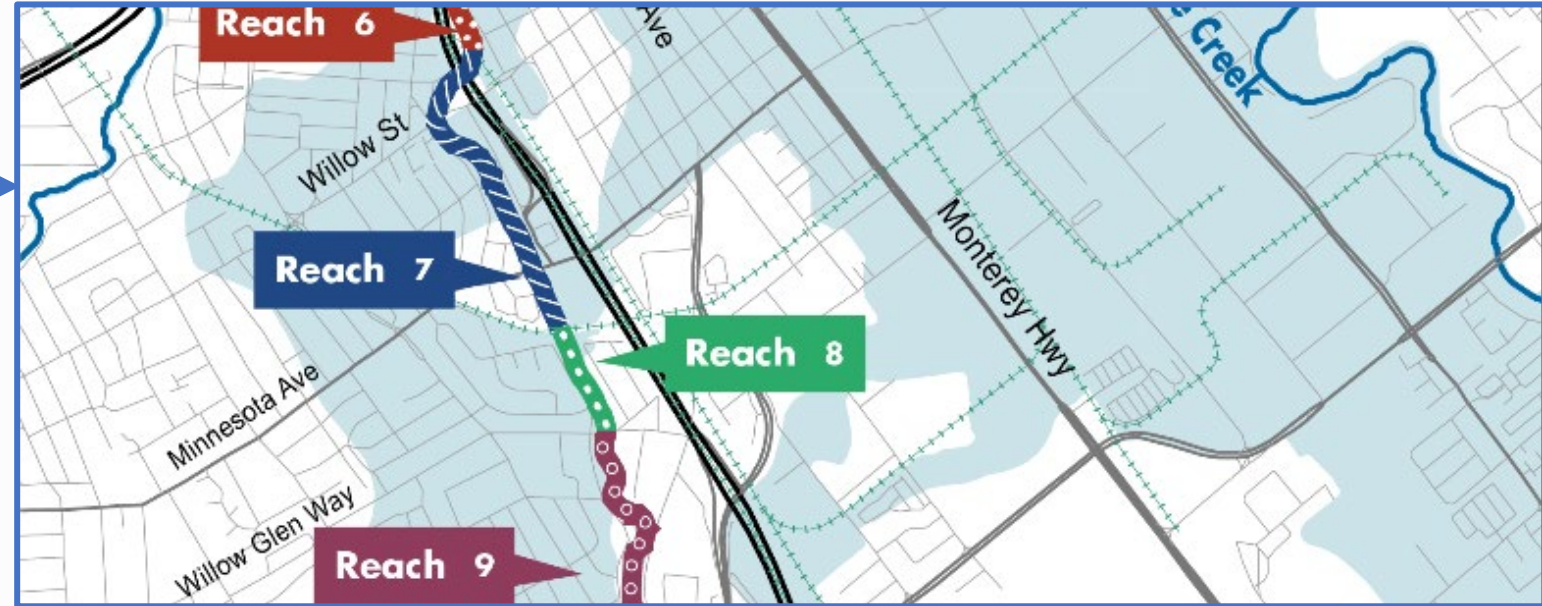 Reach 6
Ave
e Creek
Willow St
Reach 7
Monterey Hwy
Reach 8
Minnesota Ave
Willow Glen Way
Reach 9